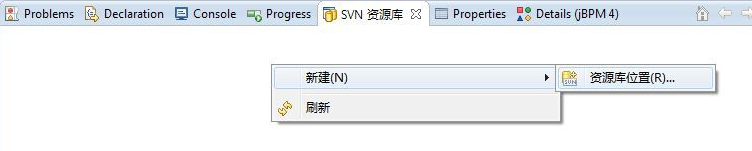 Problems Declaration Console Progress SVN 资源库 Properties Details (jBPM 4)
新建(N) 资源库位置(R)...
刷新